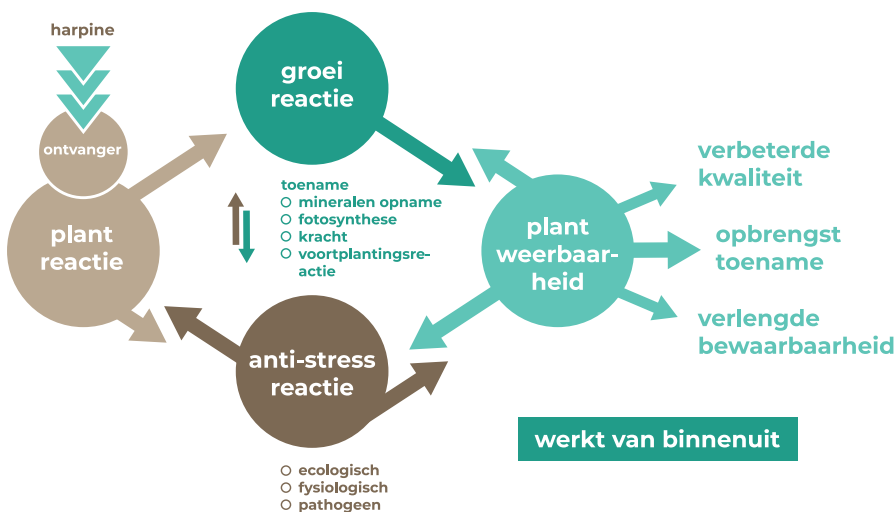 harpine
ontvanger
plant
reactie
groei
reactie
toename
mineralen opname
fotosynthese
kracht
voortplantingsre-
actie
anti-stress
reactie
ecologisch
fysiologisch
pathogeen
plant
weerbaar-
heid
verbeterde
kwaliteit
opbrengst
toename
verlengde
bewaarbaarheid
werkt van binnenuit